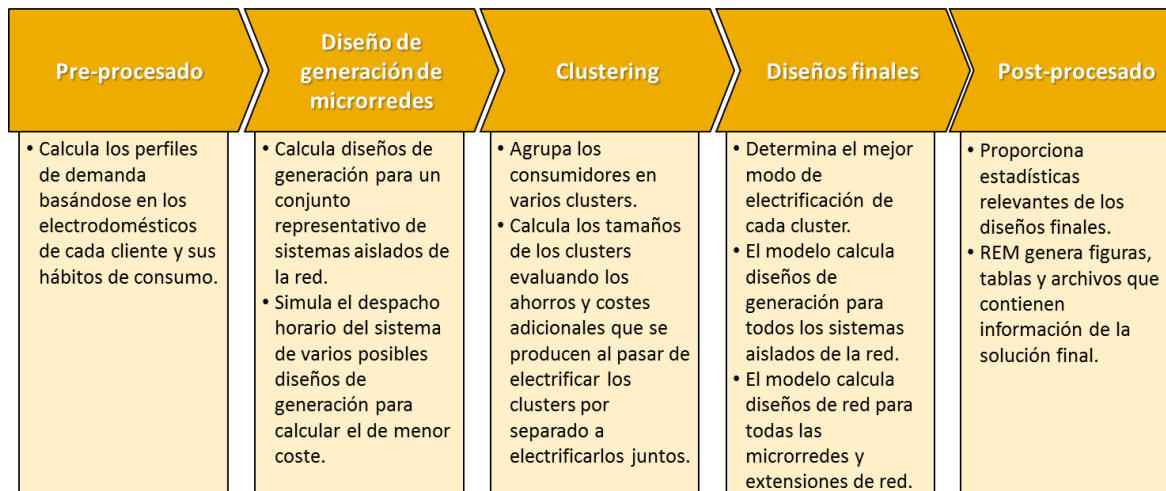 Pre-procesado
Diseño de
generación de
microrredes
Clustering
Diseños finales
Post-procesado
• Calcula los perfiles
de demanda
basándose en los
electrodomésticos
de cada cliente y sus
hábitos de consumo.
• Calcula diseños de
generación para un
conjunto
representativo de
sistemas aislados de
la red.
• Simula el despacho
horario del sistema
de varios posibles
diseños de
generación para
calcular el de menor
coste.
• Agrupa los
consumidores en
varios clusters.
• Calcula los tamaños
de los clusters
evaluando los
ahorros y costes
adicionales que se
producen al pasar de
electrificar los
clusters por
separado a
electrificarlos juntos.
• Determina el mejor
modo de
electrificación de
cada cluster.
• El modelo calcula
diseños de
generación para
todos los sistemas
aislados de la red.
• El modelo calcula
diseños de red para
todas las
microrredes y
extensiones de red.
• Proporciona
estadísticas
relevantes de los
diseños finales.
• REM genera figuras,
tablas y archivos que
contienen
información de la
solución final.